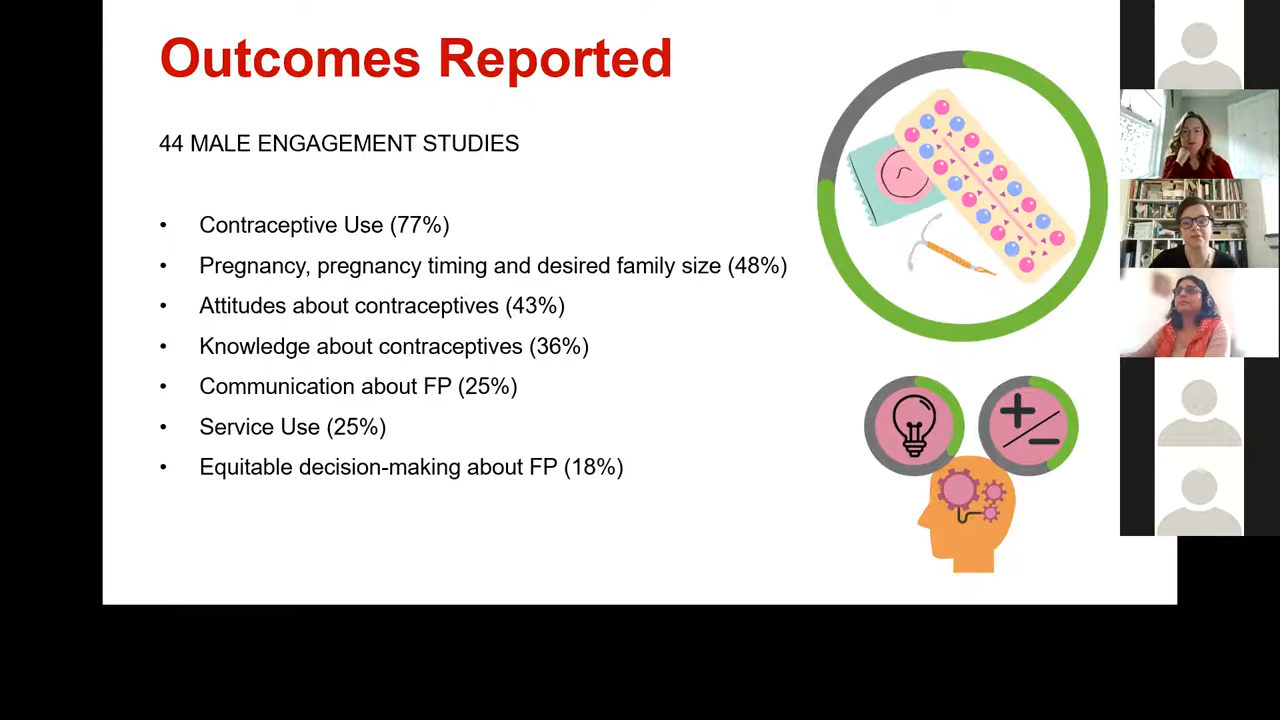 Outcomes Reported
44 MALE ENGAGEMENT STUDIES
• Contraceptive Use (77%)
• Pregnancy, pregnancy timing and desired family size (48%)
• Attitudes about contraceptives (43%)
• Knowledge about contraceptives (36%)
• Communication about FP (25%)
• Service Use (25%)
• Equitable decision-making about FP (18%)